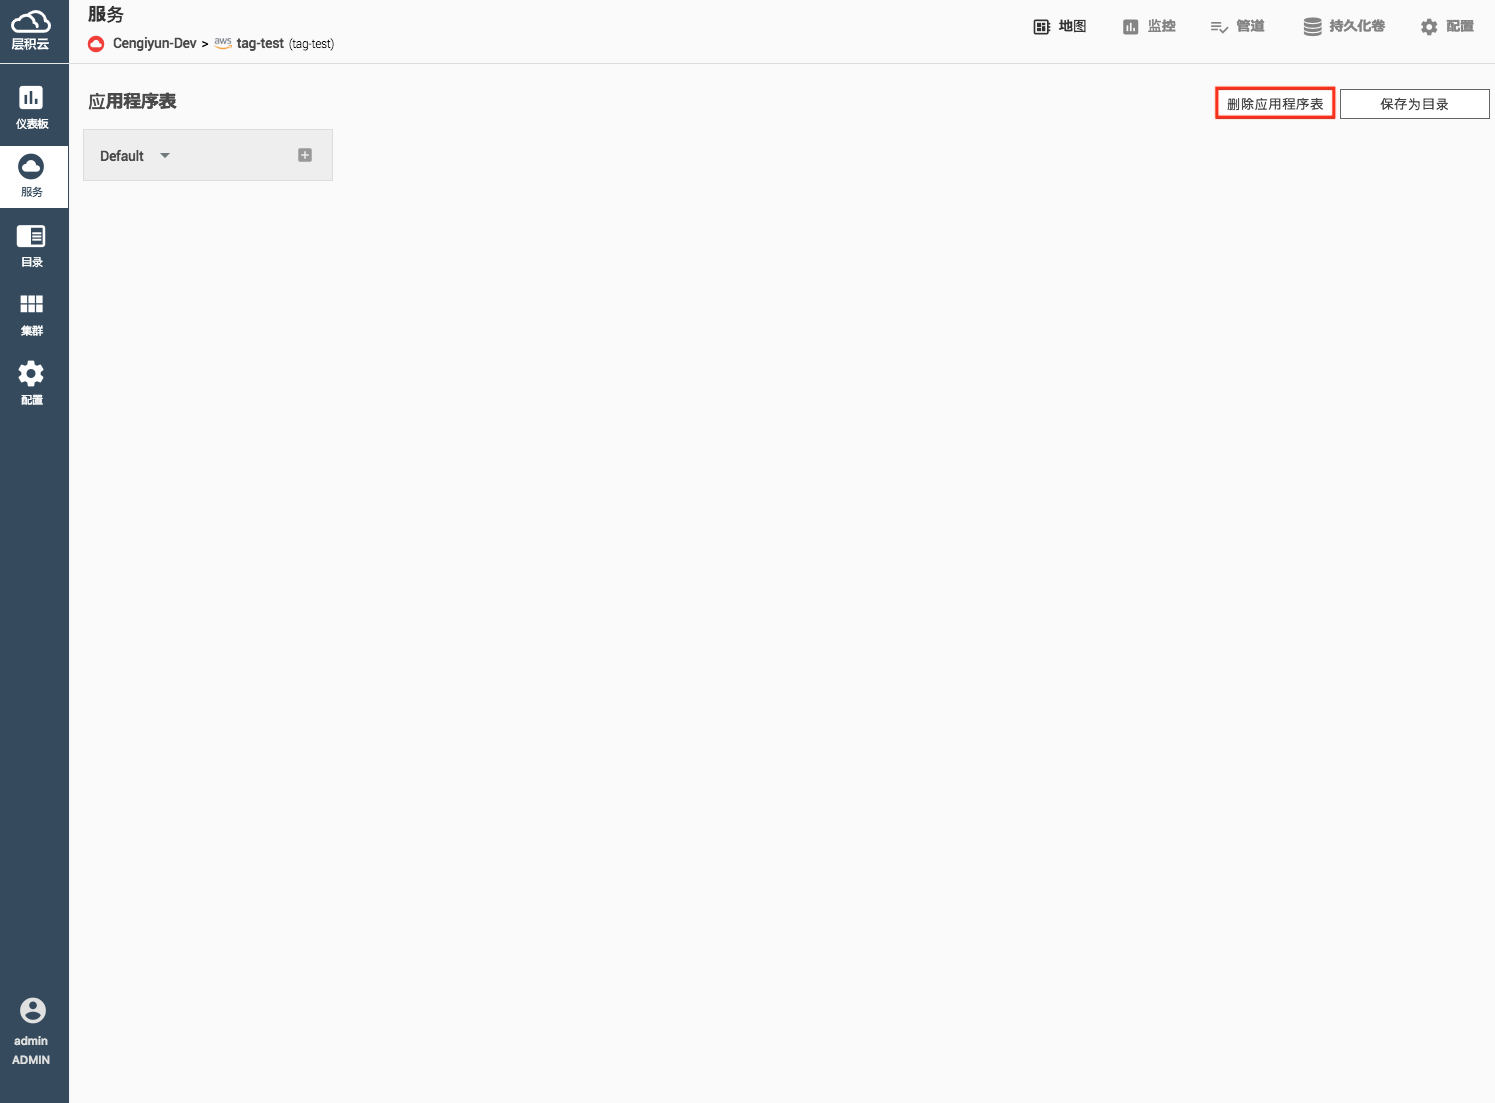 层积云
服务
Cengiyun-Dev > aws tag-test (tag-test)
地图
监控
管道
持久化卷
配置
应用程序表
删除应用程序表
保存为目录
Default
仪表板
服务
目录
集群
配置
admin
ADMIN